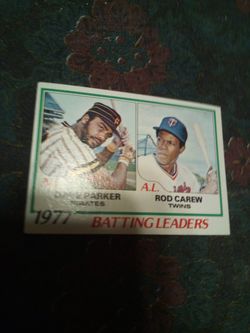 A.L.
DAVE PARKER
PIRATES
ROD CAREW
TWINS
1977 BATTING LEADERS